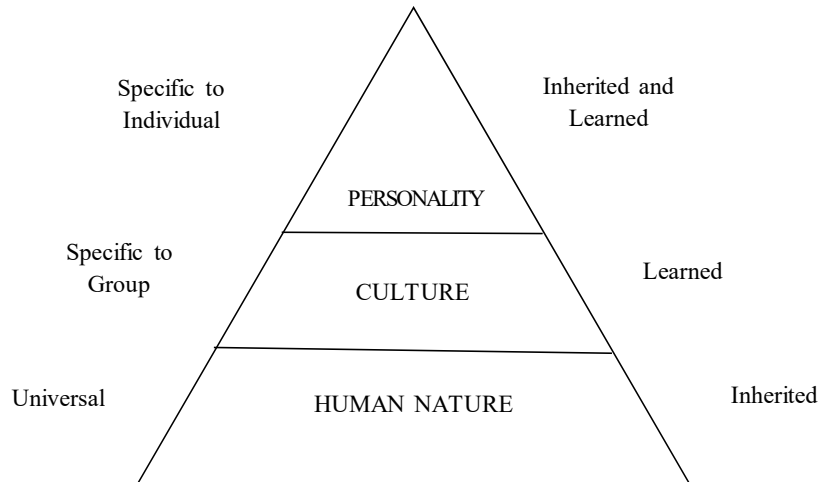 Specific to
Individual
Inherited and
Learned
PERSONALITY
Specific to
Group
CULTURE
Learned
Universal
HUMAN NATURE
Inherited